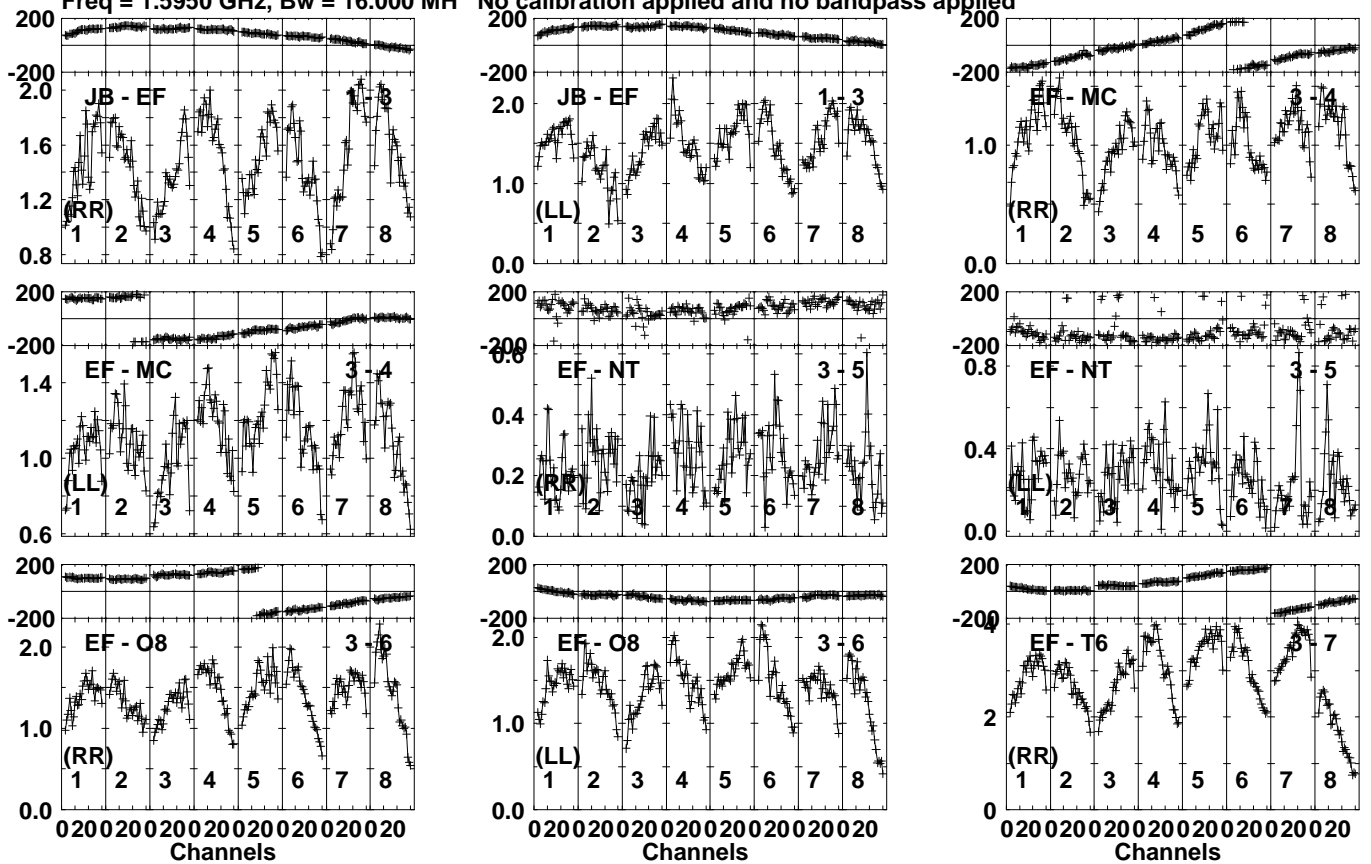 Freq = 1.5950 GHz, Bw = 16.000 MH No calibration applied and no bandpass applied
200 200 200
-200 -200
JB - EF 1 - 3 JB - EF 1 - 3 EF - MC 3 - 4
2.0 2.0
1.6 1.0
1.2 1.0
(RR) (LL) (RR)
1 2 3 4 5 6 7 8 1 2 3 4 5 6 7 8 1 2 3 4 5 6 7 8
0.8 0.0 0.0
200 200 200
-200 -200 -200
EF - MC 3 - 4 EF - NT 3 - 5 EF - NT 3 - 5
0.6 0.8
1.4 0.4
1.0 0.4
0.2
(LL) (RR) (LL)
1 2 3 4 5 6 7 8 1 2 3 4 5 6 7 8 1 2 3 4 5 6 7 8
0.6 0.0 0.0
200 200 200
-200 -200 -200
EF - O8 3 - 6 EF - O8 3 - 6 EF - T6 3 - 7
2.0 2.0 4
1.0 1.0 2
(RR) (LL) (RR)
1 2 3 4 5 6 7 8 1 2 3 4 5 6 7 8 1 2 3 4 5 6 7 8
0.0 0.0 0
0 20 0 20 0 20 0 20 0 20 0 20 0 20 0 20 0 20 0 20 0 20 0 20 0 20 0 20 0 20 0 20 0 20 0 20 0 20 0 20 0 20 0 20 0 20 0 20
Channels Channels Channels